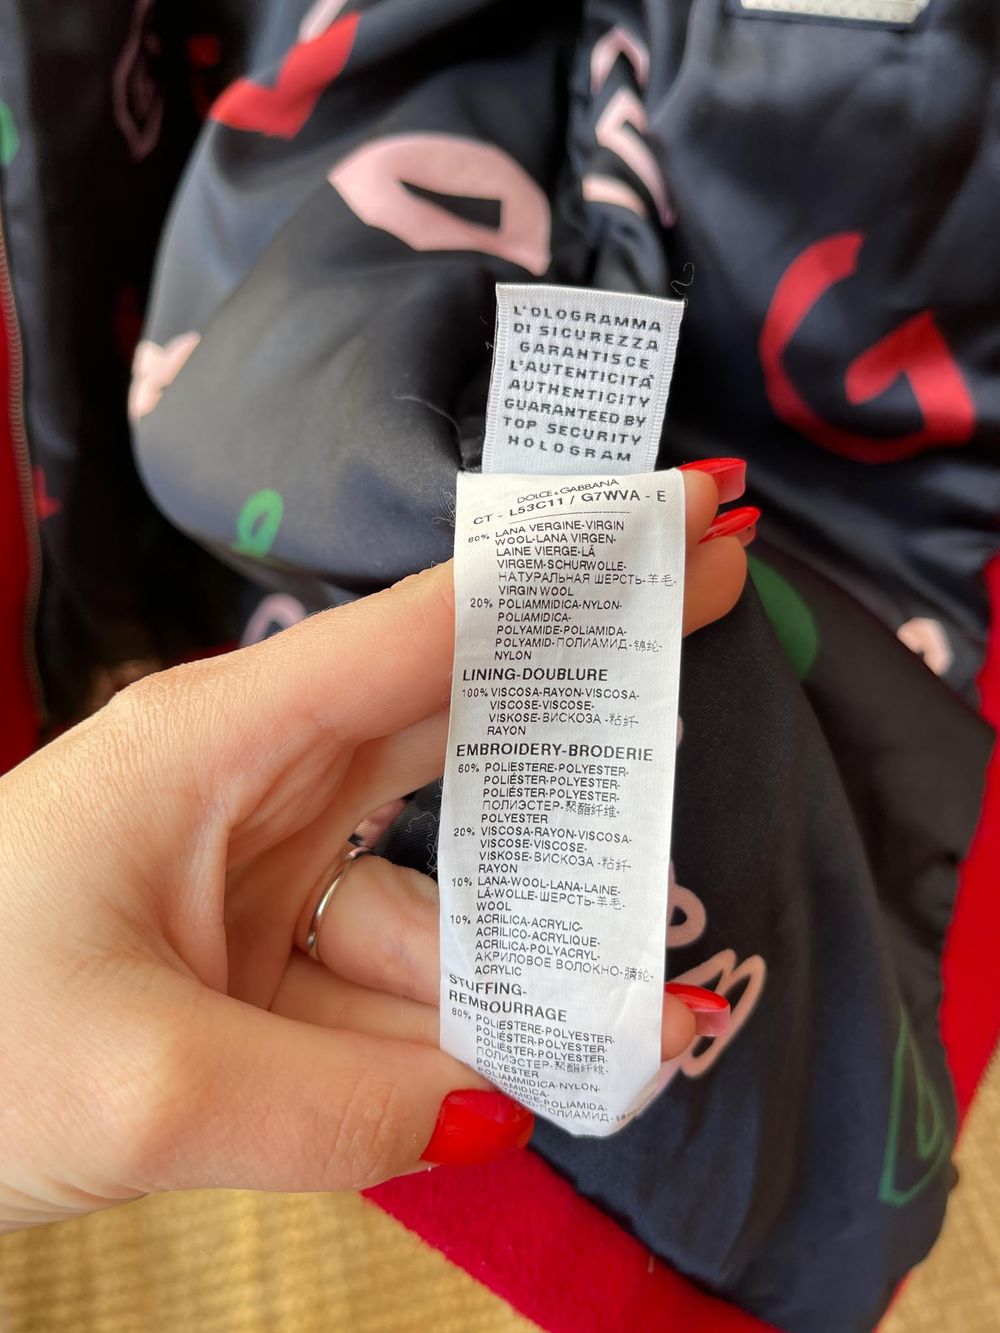 L'OLOGRAMMA
DI SICUREZZA
GARANTISCE
L'AUTENTICITÀ
AUTHENTICITY
GUARANTEED BY
TOP SECURITY
HOLOGRAM
DOLCE & GABBANA
CT - L53C11 / G7WVA - E
80% LANA VERGINE-VIRGIN
WOOL-LANA VIRGEN-
LAINE VIERGE-LÃ
VIRGEM-SCHURWOLLE-
НАТУРАЛЬНАЯ ШЕРСТЬ-羊毛-
VIRGIN WOOL
20% POLIAMMIDICA-NYLON-
POLIAMIDICA-
POLYAMIDE-POLIAMIDA-
POLYAMID-ПОЛИАМИД-锦纶-
NYLON
LINING-DOUBLURE
100% VISCOSA-RAYON-VISCOSA-
VISCOSE-VISCOSE-
VISKOSE-ВИСКОЗА-粘纤-
RAYON
EMBROIDERY-BRODERIE
60% POLIESTERE-POLYESTER-
POLIÉSTER-POLYESTER-
POLIÉSTER-POLYESTER-
ПОЛИЭСТЕР-聚酯纤维-
POLYESTER
20% VISCOSA-RAYON-VISCOSA-
VISCOSE-VISCOSE-
VISKOSE-ВИСКОЗА-粘纤-
RAYON
10% LANA-WOOL-LANA-LAINE-
LÃ-WOLLE-ШЕРСТЬ-羊毛-
WOOL
10% ACRILICA-ACRYLIC-
ACRÍLICO-ACRYLIQUE-
ACRÍLICA-POLYACRYL-
АКРИЛОВОЕ ВОЛОКНО-腈纶-
ACRYLIC
STUFFING-
REMBOURRAGE
80% POLIESTERE-POLYESTER-
POLIÉSTER-POLYESTER-
POLIÉSTER-POLYESTER-
ПОЛИЭСТЕР-聚酯纤维-
POLYESTER
POLIAMMIDICA-NYLON-
POLIAMIDICA-
-POLIAMIDA-
-ПОЛИАМИД-